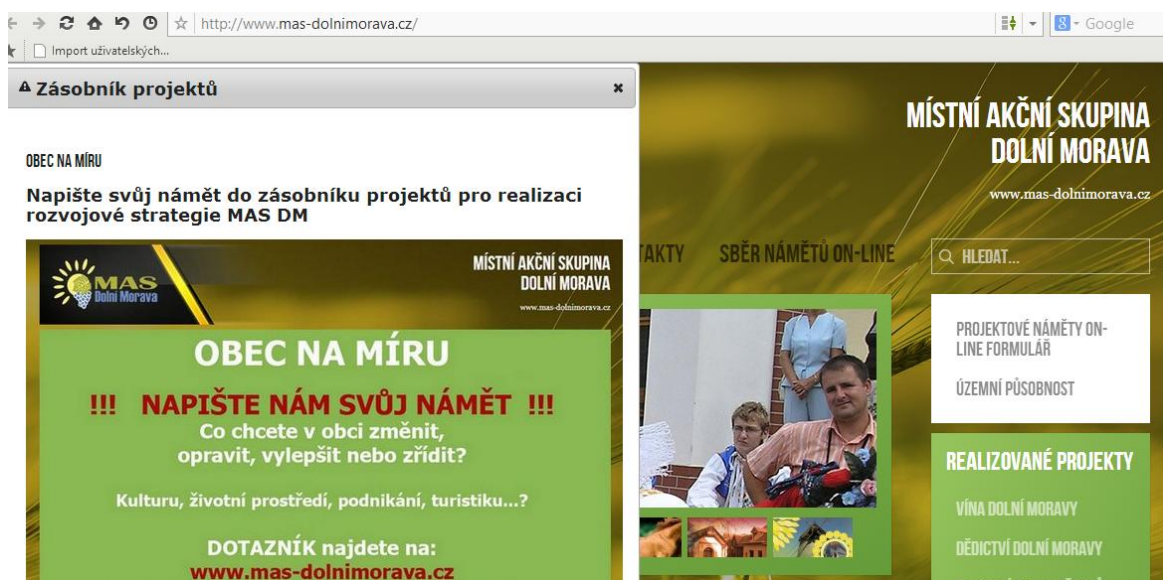 http://www.mas-dolnimorava.cz/
Google
Import uživatelských...
Zásobník projektů
OBEC NA MÍRU
Napište svůj námět do zásobníku projektů pro realizaci
rozvojové strategie MAS DM
MAS
Dolní Morava
MÍSTNÍ AKČNÍ SKUPINA
DOLNÍ MORAVA
www.mas-dolnimorava.cz
OBEC NA MÍRU
!!! NAPIŠTE NÁM SVŮJ NÁMĚT !!!
Co chcete v obci změnit,
opravit, vylepšit nebo zřídit?
Kulturu, životní prostředí, podnikání, turistiku...?
DOTAZNÍK najdete na:
www.mas-dolnimorava.cz
MÍSTNÍ AKČNÍ SKUPINA
DOLNÍ MORAVA
www.mas-dolnimorava.cz
TAKTY SBĚR NÁMĚTŮ ON-LINE
HLEDAT...
PROJEKTOVÉ NÁMĚTY ON-
LINE FORMULÁŘ
ÚZEMNÍ PŮSOBNOST
REALIZOVANÉ PROJEKTY
VÍNA DOLNÍ MORAVY
DĚDICTVÍ DOLNÍ MORAVY